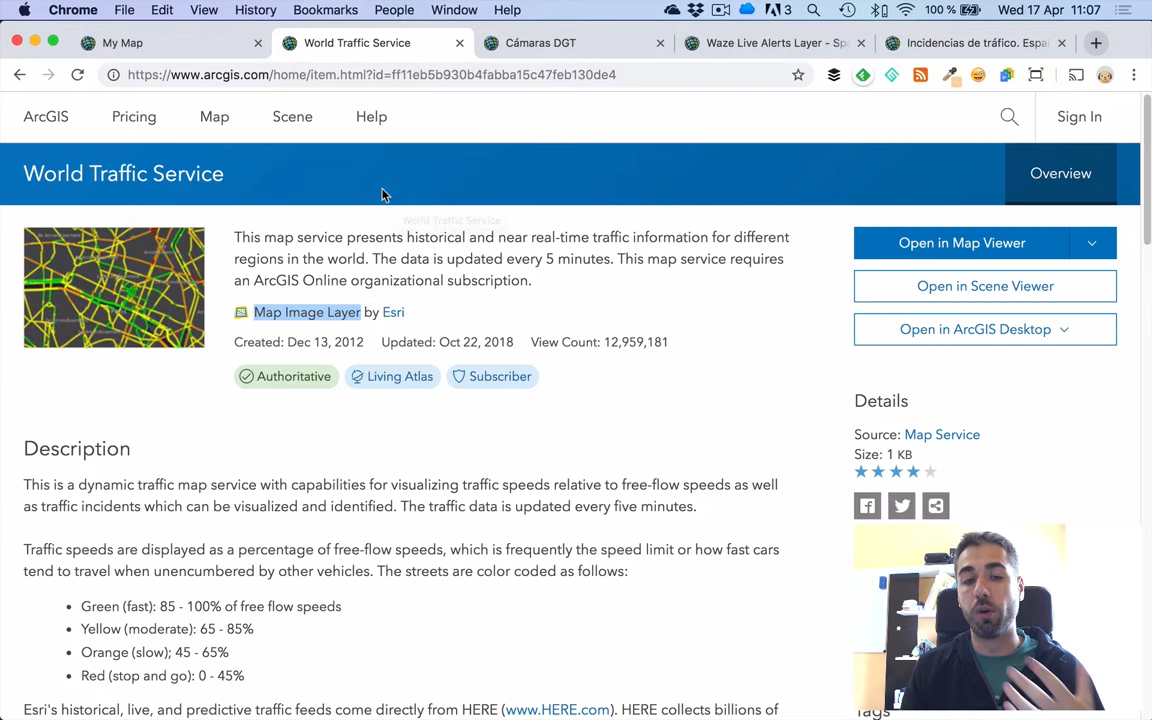 Chrome File Edit View History Bookmarks People Window Help 3 100 % Wed 17 Apr 11:07
My Map World Traffic Service Cámaras DGT Waze Live Alerts Layer - Sp Incidencias de tráfico. Espa
https://www.arcgis.com/home/item.html?id=ff11eb5b930b4fabba15c47feb130de4
ArcGIS Pricing Map Scene Help Sign In
World Traffic Service Overview
World Traffic Service
This map service presents historical and near real-time traffic information for different
regions in the world. The data is updated every 5 minutes. This map service requires
an ArcGIS Online organizational subscription.
Map Image Layer by Esri
Created: Dec 13, 2012 Updated: Oct 22, 2018 View Count: 12,959,181
Authoritative Living Atlas Subscriber
Open in Map Viewer
Open in Scene Viewer
Open in ArcGIS Desktop
Description
This is a dynamic traffic map service with capabilities for visualizing traffic speeds relative to free-flow speeds as well
as traffic incidents which can be visualized and identified. The traffic data is updated every five minutes.
Traffic speeds are displayed as a percentage of free-flow speeds, which is frequently the speed limit or how fast cars
tend to travel when unencumbered by other vehicles. The streets are color coded as follows:
• Green (fast): 85 - 100% of free flow speeds
• Yellow (moderate): 65 - 85%
• Orange (slow); 45 - 65%
• Red (stop and go): 0 - 45%
Esri's historical, live, and predictive traffic feeds come directly from HERE (www.HERE.com). HERE collects billions of
Details
Source: Map Service
Size: 1 KB
Tags